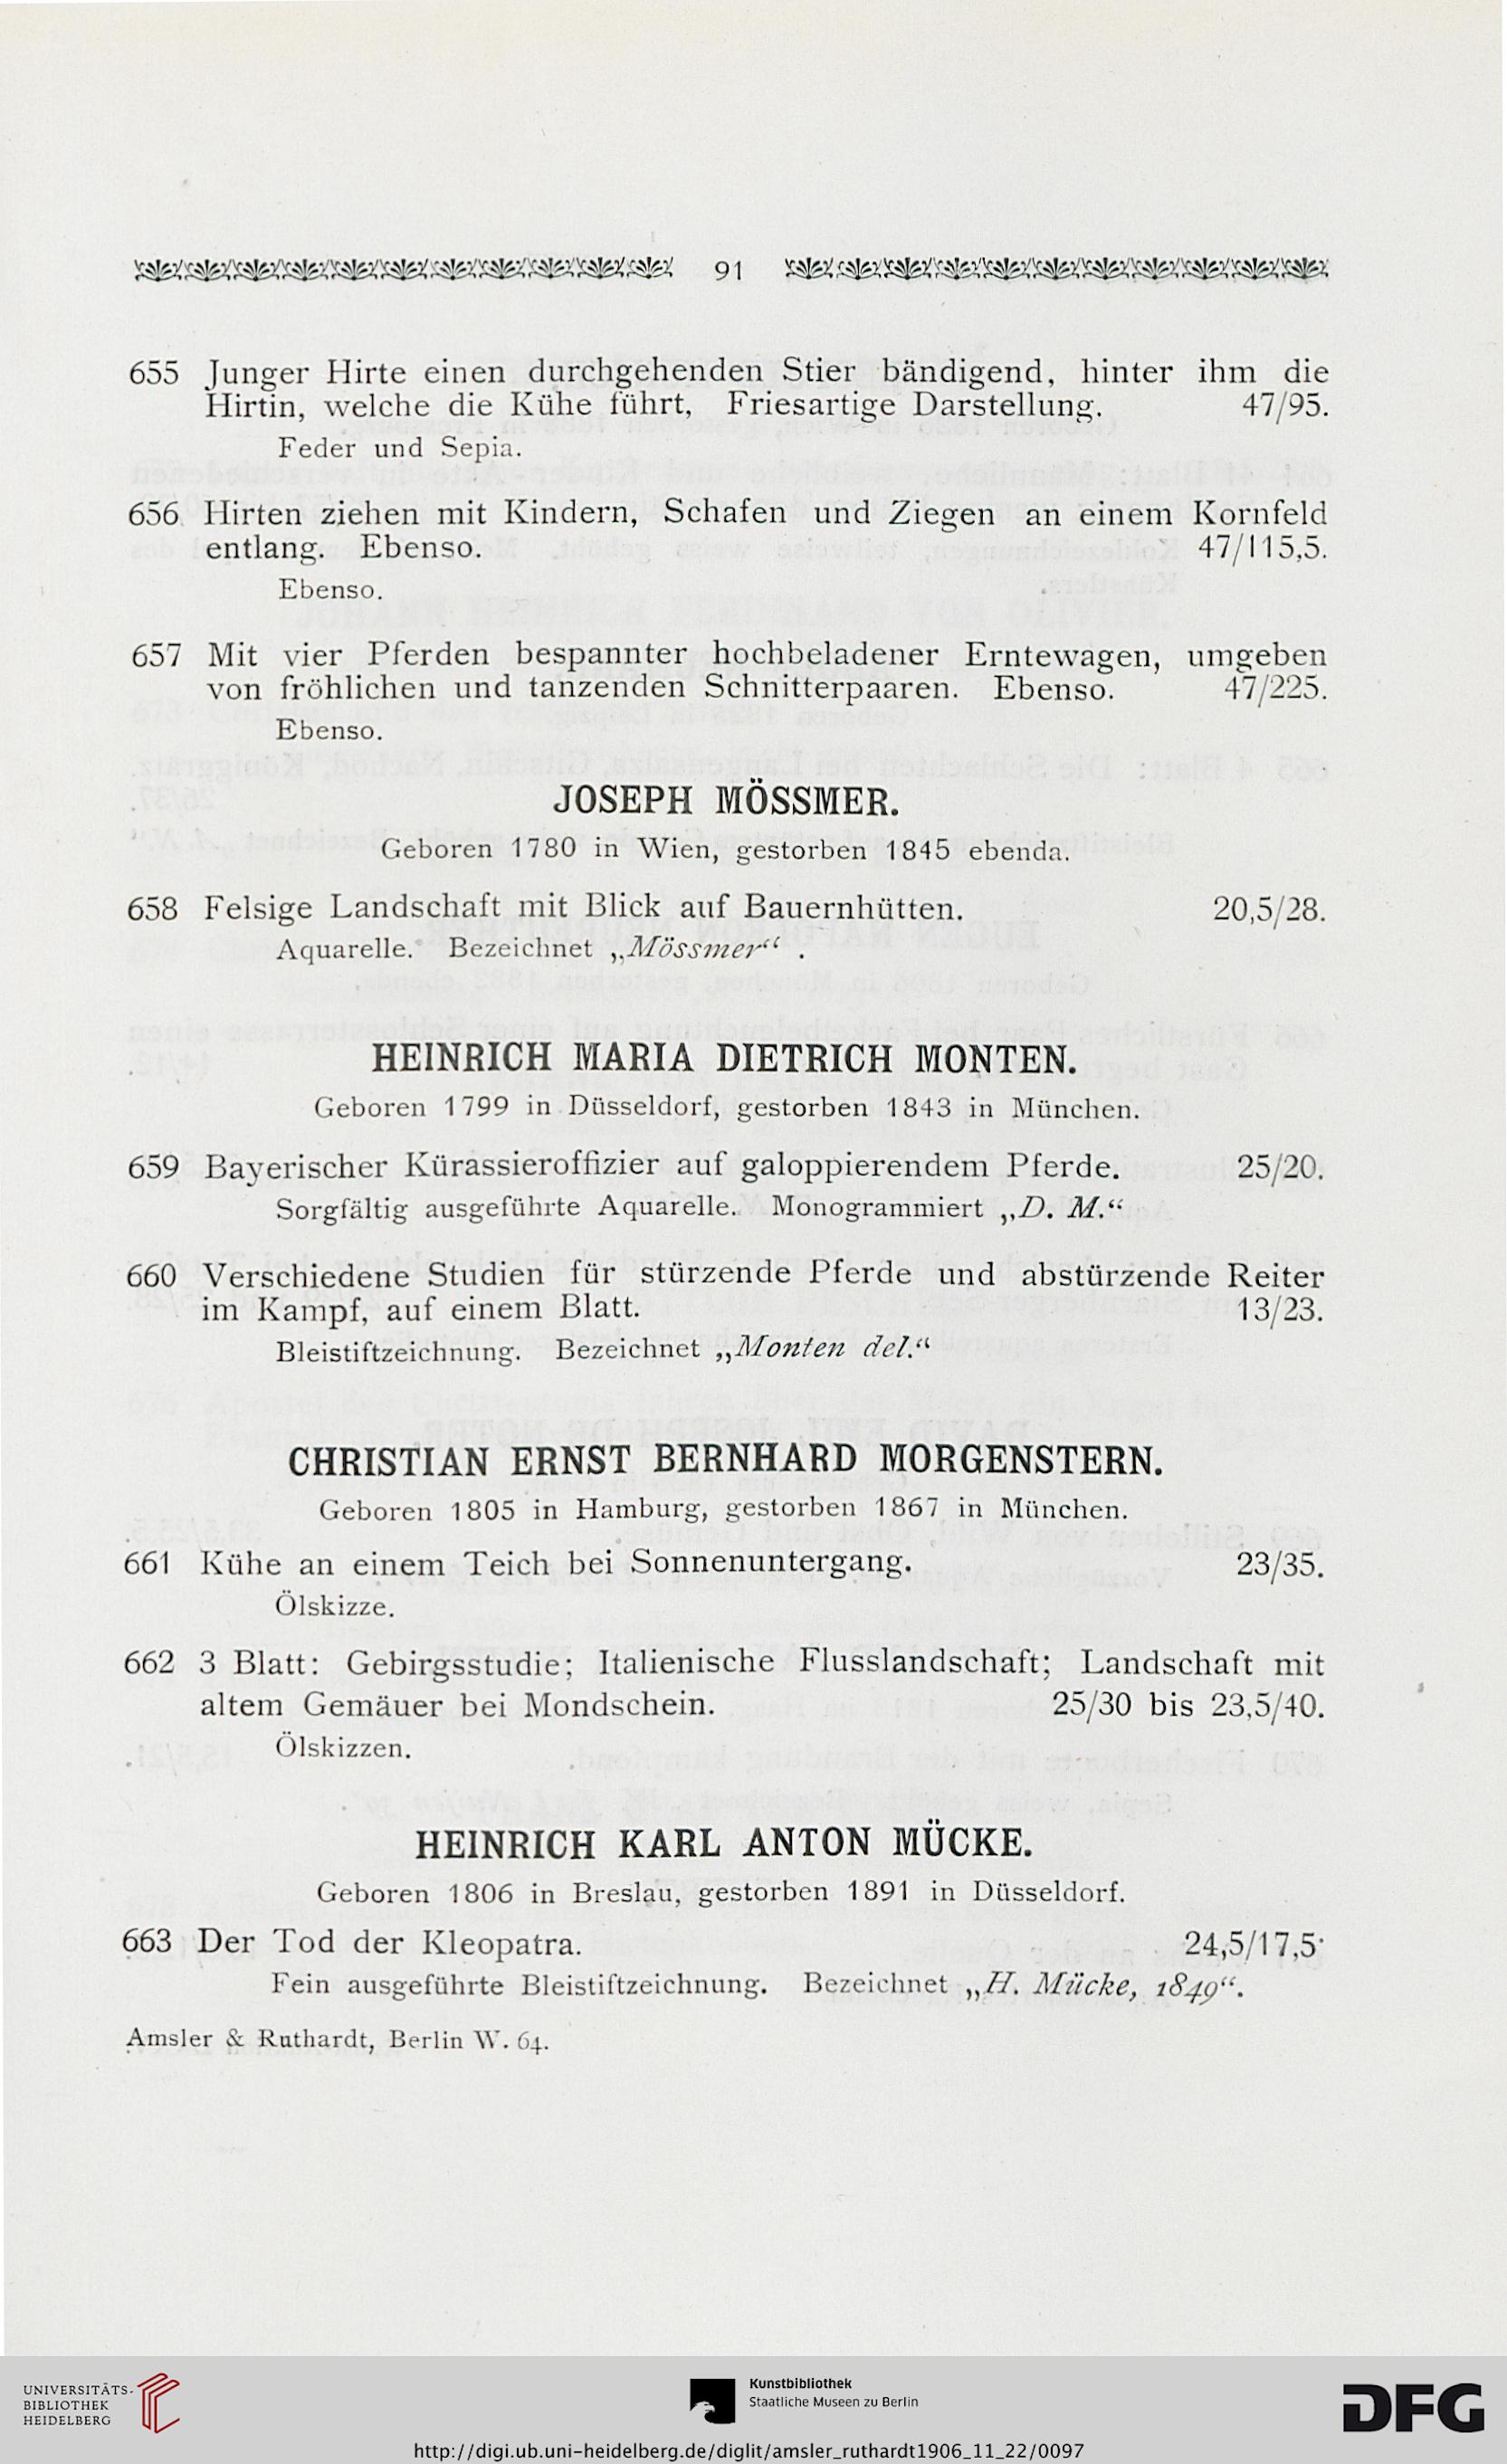 91
655 Junger Hirte einen durchgehenden Stier bändigend, hinter ihm die
Hirtin, welche die Kühe führt, Friesartige Darstellung. 47/95.
Feder und Sepia.
656 Hirten ziehen mit Kindern, Schafen und Ziegen an einem Kornfeld
entlang. Ebenso. 47/115,5.
Ebenso.
657 Mit vier Pferden bespannter hochbeladener Erntewagen, umgeben
von fröhlichen und tanzenden Schnitterpaaren. Ebenso. 47/225.
Ebenso.
JOSEPH MÖSSMER.
Geboren 1780 in Wien, gestorben 1845 ebenda.
658 Felsige Landschaft mit Blick auf Bauernhütten. 20,5/28.
Aquarelle. Bezeichnet „Mössmer“ .
HEINRICH MARIA DIETRICH MONTEN.
Geboren 1799 in Düsseldorf, gestorben 1843 in München.
659 Bayerischer Kürassieroffizier auf galoppierendem Pferde. 25/20.
Sorgfältig ausgeführte Aquarelle. Monogrammiert „D. M.“
660 Verschiedene Studien für stürzende Pferde und abstürzende Reiter
im Kampf, auf einem Blatt. 13/23.
Bleistiftzeichnung. Bezeichnet „Monten del.“
CHRISTIAN ERNST BERNHARD MORGENSTERN.
Geboren 1805 in Hamburg, gestorben 1867 in München.
661 Kühe an einem Teich bei Sonnenuntergang. 23/35.
Ölskizze.
662 3 Blatt: Gebirgsstudie; Italienische Flusslandschaft; Landschaft mit
altem Gemäuer bei Mondschein. 25/30 bis 23,5/40.
Ölskizzen.
HEINRICH KARL ANTON MÜCKE.
Geboren 1806 in Breslau, gestorben 1891 in Düsseldorf.
663 Der Tod der Kleopatra. 24,5/17,5·
Fein ausgeführte Bleistiftzeichnung. Bezeichnet „H. Mücke, 1849“.
Amsler & Ruthardt, Berlin W. 64.
UNIVERSITÄTS-
BIBLIOTHEK
HEIDELBERG
Kunstbibliothek
Staatliche Museen zu Berlin
DFG
http://digi.ub.uni-heidelberg.de/diglit/amsler_ruthardt1906_11_22/0097